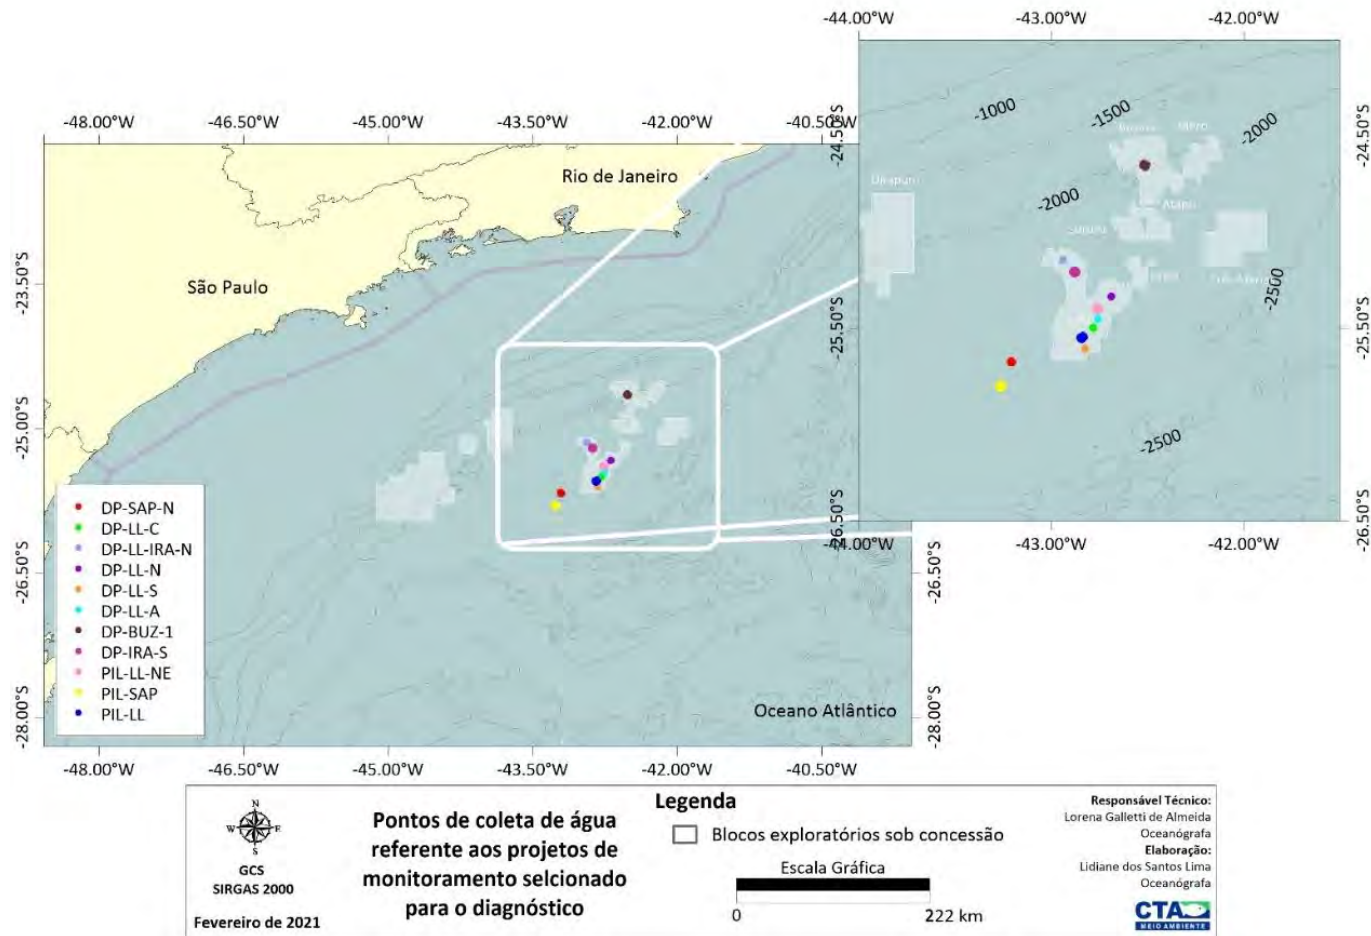 -44.00°W -43.00°W -42.00°W
-48.00°W -46.50°W -45.00°W -43.50°W -42.00°W -40.50°W
-24.50°S
-24.50°S
-1000
-1500
-2000
Rio de Janeiro
Atapu
-2000
Sururu
São Paulo
-23.50°S
-2500
-25.50°S
-25.50°S
-25.00°S
-2500
DP-SAP-N
DP-LL-C
DP-LL-IRA-N
DP-LL-N
DP-LL-S
DP-LL-A
DP-BUZ-1
DP-IRA-S
PIL-LL-NE
PIL-SAP
PIL-LL
-26.50°S
-26.50°S
-44.00°W -43.00°W -42.00°W
-26.50°S
-26.50°S
Oceano Atlântico
-28.00°S
-28.00°S
-48.00°W -46.50°W -45.00°W -43.50°W -42.00°W -40.50°W
N
W E
S
GCS
SIRGAS 2000
Fevereiro de 2021
Pontos de coleta de água
referente aos projetos de
monitoramento selcionado
para o diagnóstico
Legenda
Blocos exploratórios sob concessão
Escala Gráfica
0 222 km
Responsável Técnico:
Lorena Galletti de Almeida
Oceanógrafa
Elaboração:
Lidiane dos Santos Lima
Oceanógrafa
CTA
MEIO AMBIENTE